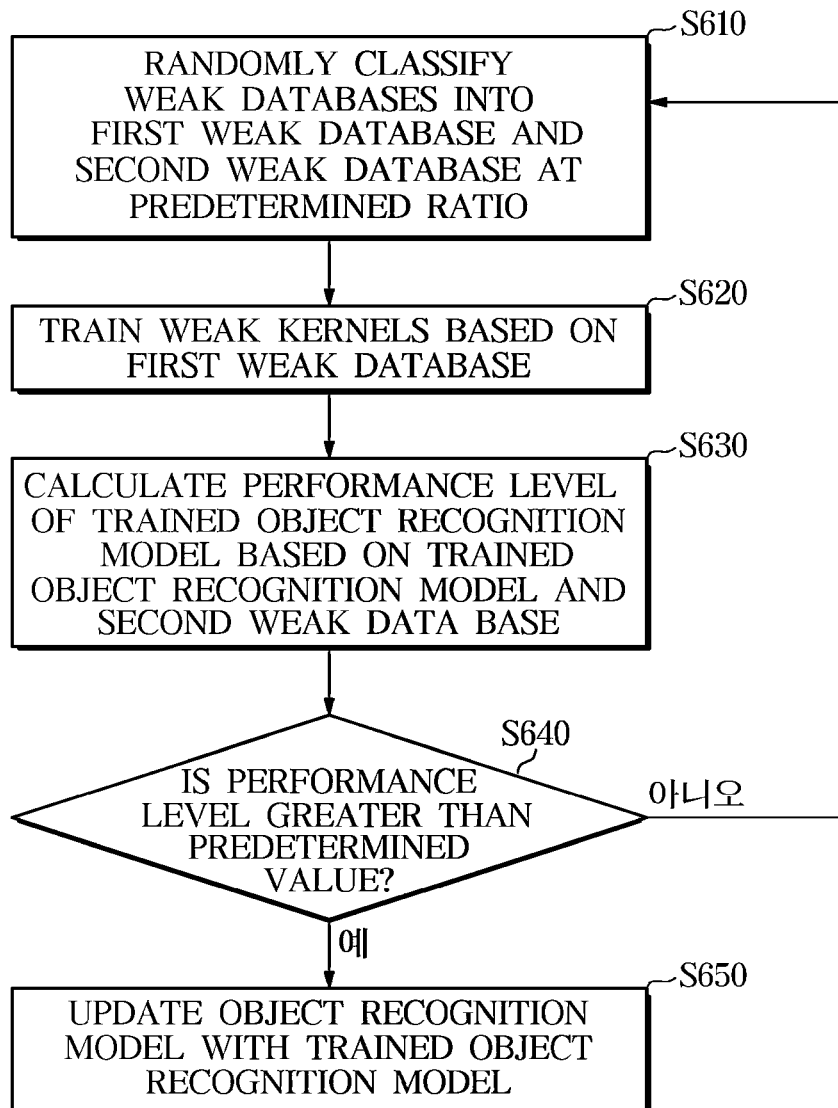 S610
RANDOMLY CLASSIFY
WEAK DATABASES INTO
FIRST WEAK DATABASE AND
SECOND WEAK DATABASE AT
PREDETERMINED RATIO
S620
TRAIN WEAK KERNELS BASED ON
FIRST WEAK DATABASE
S630
CALCULATE PERFORMANCE LEVEL
OF TRAINED OBJECT RECOGNITION
MODEL BASED ON TRAINED
OBJECT RECOGNITION MODEL AND
SECOND WEAK DATA BASE
S640
IS PERFORMANCE
LEVEL GREATER THAN
PREDETERMINED
VALUE?
아니오
예
S650
UPDATE OBJECT RECOGNITION
MODEL WITH TRAINED OBJECT
RECOGNITION MODEL